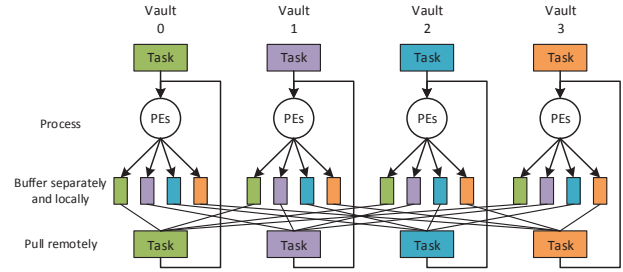 Vault Vault Vault Vault
0 1 2 3
Task Task Task Task
Process PEs PEs PEs PEs
Buffer separately
and locally
Pull remotely Task Task Task Task